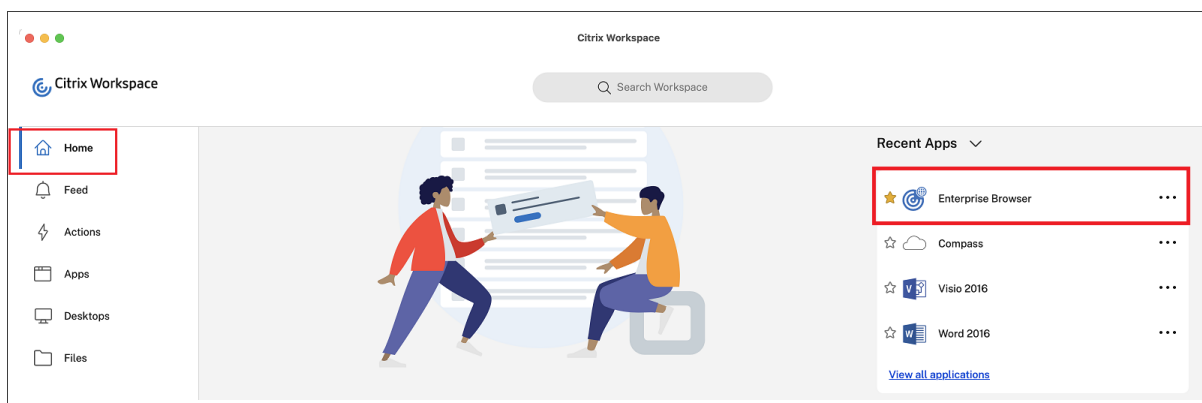 Citrix Workspace
Citrix Workspace
Search Workspace
Home
Feed
Actions
Apps
Desktops
Files
Recent Apps
Enterprise Browser
Compass
Visio 2016
Word 2016
View all applications